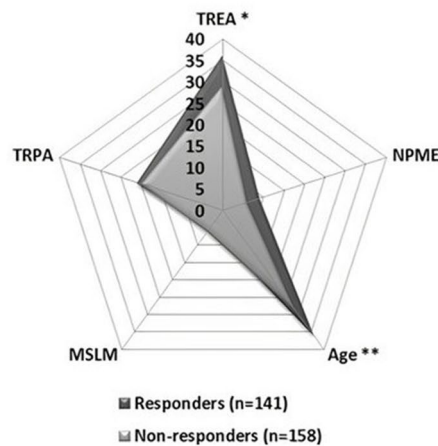 TREA *
40
35
30
25
20
15
10
5
0
TRPA
NPME
MSLM
Age **
Responders (n=141)
Non-responders (n=158)